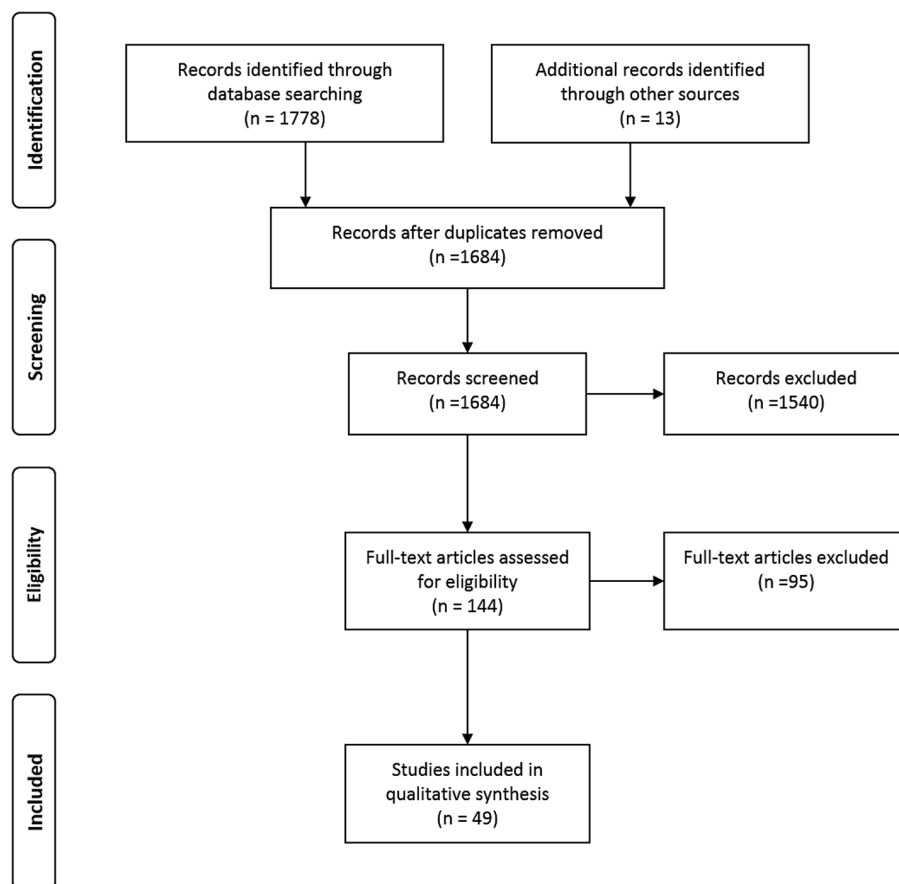 Identification
Records identified through
database searching
(n = 1778)
Additional records identified
through other sources
(n = 13)
Records after duplicates removed
(n =1684)
Screening
Records screened
(n =1684)
Records excluded
(n =1540)
Eligibility
Full-text articles assessed
for eligibility
(n = 144)
Full-text articles excluded
(n =95)
Included
Studies included in
qualitative synthesis
(n = 49)